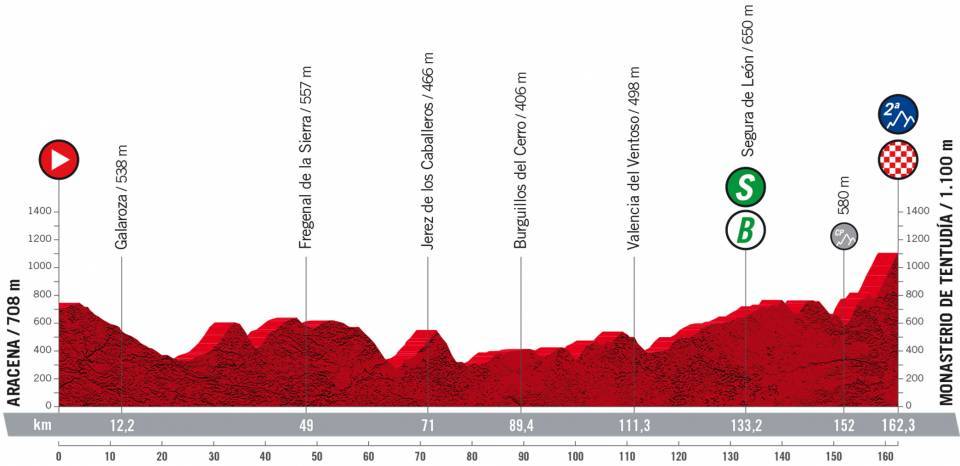 ARACENA / 708 m
Galaroza / 538 m
Fregenal de la Sierra / 557 m
Jerez de los Caballeros / 466 m
Burguillos del Cerro / 406 m
Valencia del Ventoso / 498 m
Segura de León / 650 m
S
B
580 m
CP
2ª
MONASTERIO DE TENTUDÍA / 1.100 m
1400
1200
1000
800
600
400
200
0
1400
1200
1000
800
600
400
200
0
km 12,2 49 71 89,4 111,3 133,2 152 162,3
0 10 20 30 40 50 60 70 80 90 100 110 120 130 140 150 160